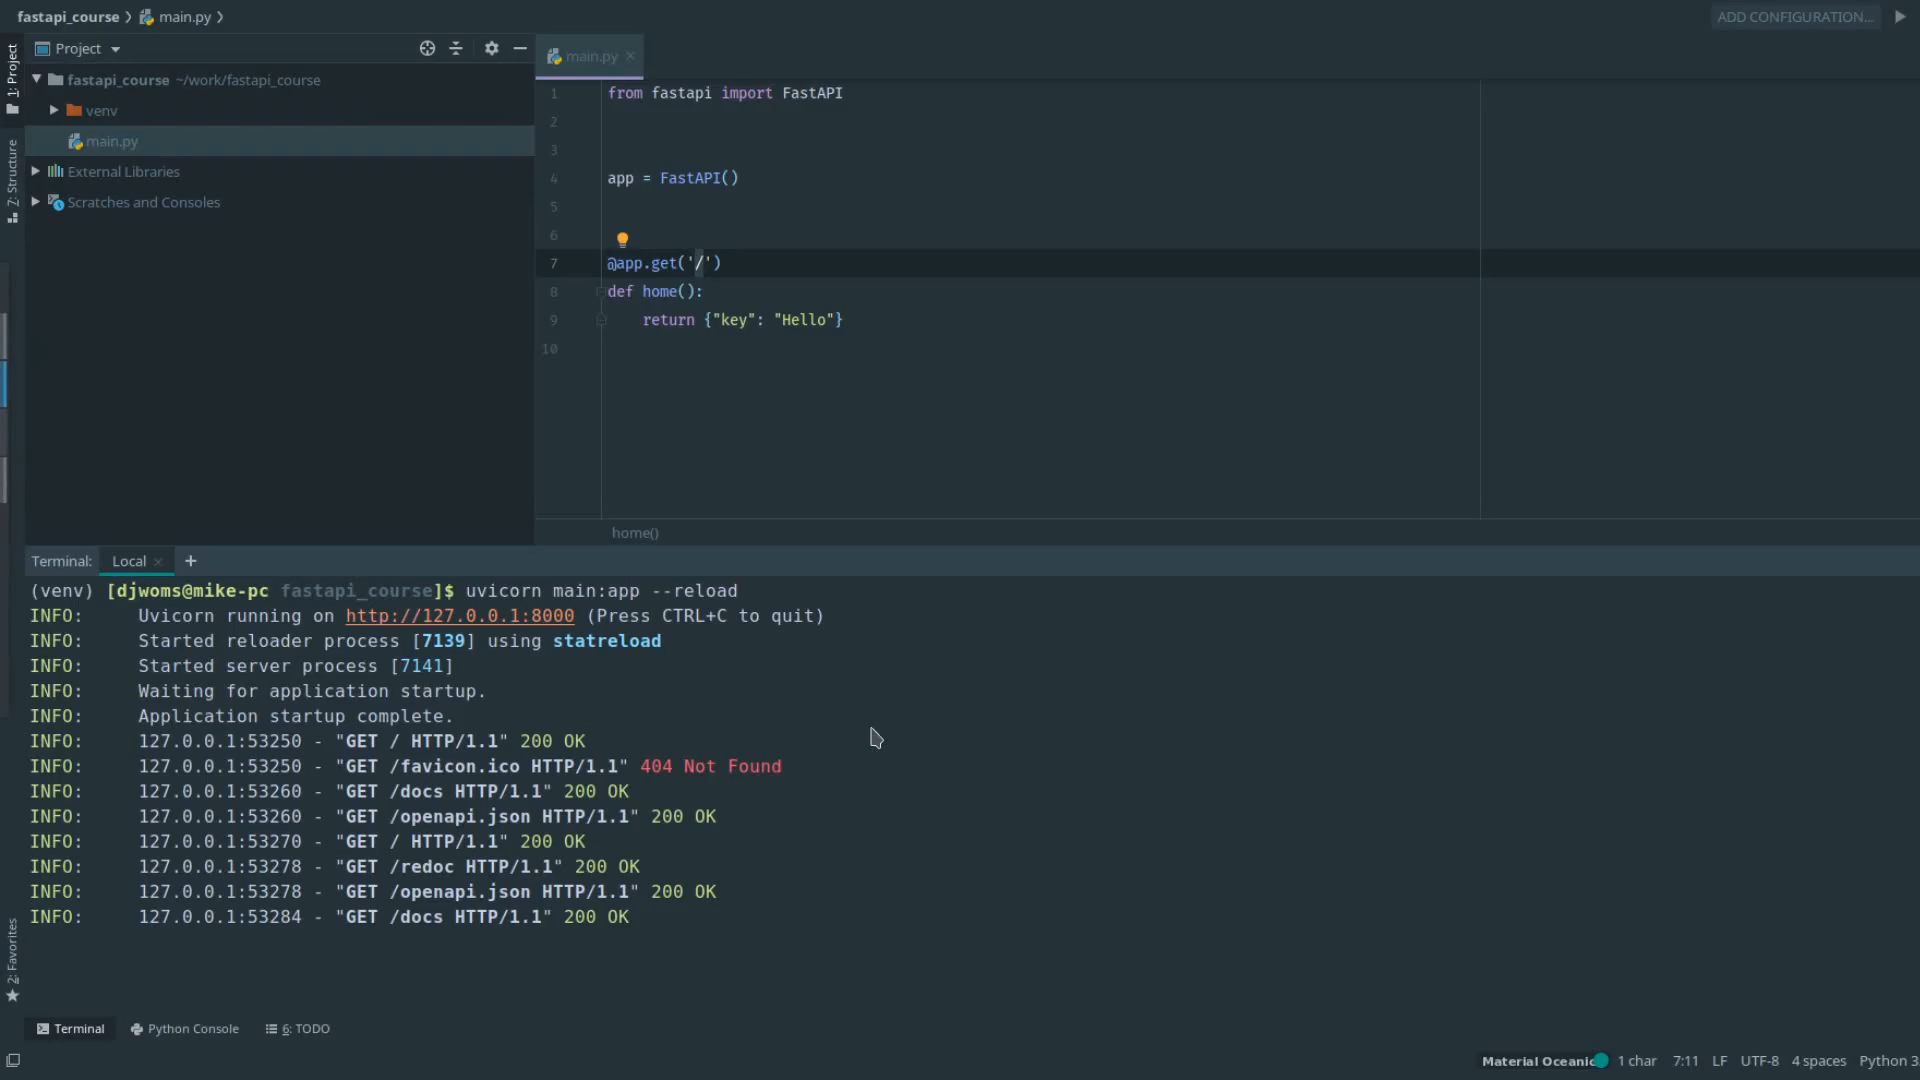 fastapi_course 〉 main.py 〉
ADD CONFIGURATION...
1: Project
Project
main.py
fastapi_course ~/work/fastapi_course
venv
main.py
External Libraries
Scratches and Consoles
7: Structure
1 from fastapi import FastAPI
2
3
4 app = FastAPI()
5
6
7 @app.get('/')
8 def home():
9 return {"key": "Hello"}
10
home()
Terminal: Local +
(venv) [djwoms@mike-pc fastapi_course]$ uvicorn main:app --reload
INFO: Uvicorn running on http://127.0.0.1:8000 (Press CTRL+C to quit)
INFO: Started reloader process [7139] using statreload
INFO: Started server process [7141]
INFO: Waiting for application startup.
INFO: Application startup complete.
INFO: 127.0.0.1:53250 - "GET / HTTP/1.1" 200 OK
INFO: 127.0.0.1:53250 - "GET /favicon.ico HTTP/1.1" 404 Not Found
INFO: 127.0.0.1:53260 - "GET /docs HTTP/1.1" 200 OK
INFO: 127.0.0.1:53260 - "GET /openapi.json HTTP/1.1" 200 OK
INFO: 127.0.0.1:53270 - "GET / HTTP/1.1" 200 OK
INFO: 127.0.0.1:53278 - "GET /redoc HTTP/1.1" 200 OK
INFO: 127.0.0.1:53278 - "GET /openapi.json HTTP/1.1" 200 OK
INFO: 127.0.0.1:53284 - "GET /docs HTTP/1.1" 200 OK
2: Favorites
Terminal Python Console 6: TODO
Material Oceanic 1 char 7:11 LF UTF-8 4 spaces Python 3